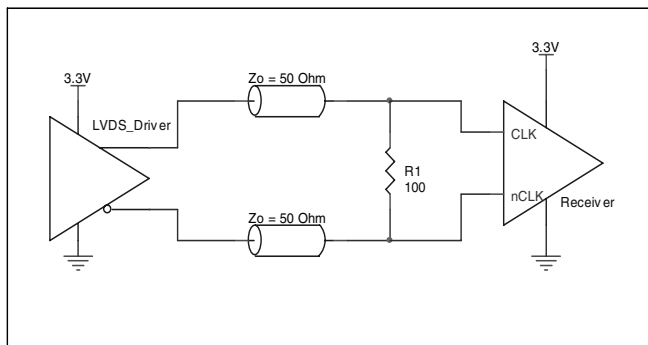 3.3V
LVDS_Driver
Zo = 50 Ohm
Zo = 50 Ohm
R1
100
3.3V
CLK
nCLK
Receiver